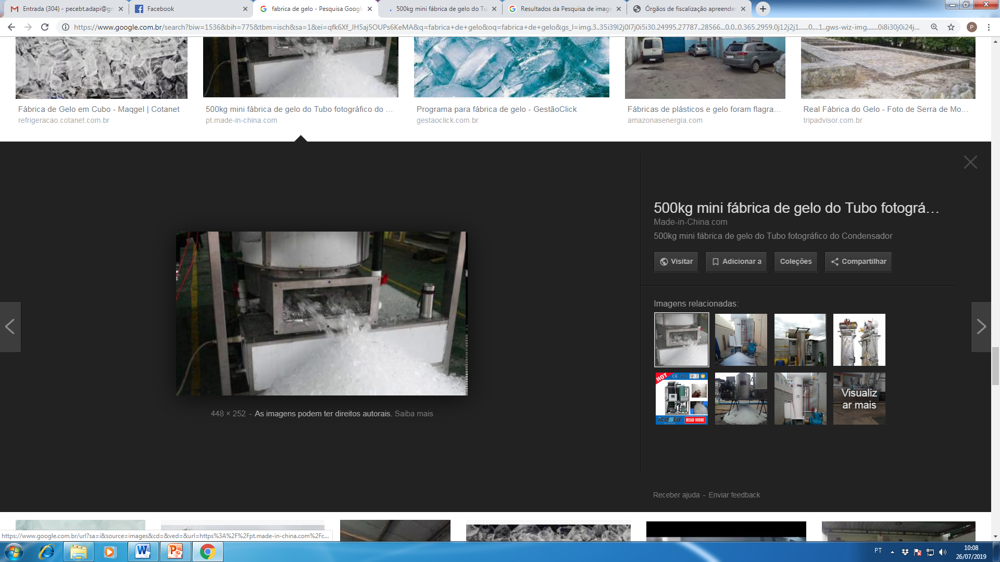 Entrada (304) - pecebt.adapi@gm
Facebook
fabrica de gelo - Pesquisa Google
500kg mini fábrica de gelo do Tu
Resultados da Pesquisa de image
Órgãos de fiscalização apreende
https://www.google.com.br/search?biw=1536&bih=775&tbm=isch&sa=1&ei=qfk6Xf_JH5aj5OUPs6KeMA&q=fabrica+de+gelo&oq=fabrica+de+gelo&gs_l=img.3..35i39l2j0l7j0i5i30.24995.27787..28566...0.0..0.365.2959.0j12j2j1......0....1..gws-wiz-img.......0i8i30j0i24j...
P
Fábrica de Gelo em Cubo - Maqgel | Cotanet
refrigeracao.cotanet.com.br
500kg mini fábrica de gelo do Tubo fotográfico do ...
pt.made-in-china.com
Programa para fábrica de gelo - GestãoClick
gestaoclick.com.br
Fábricas de plásticos e gelo foram flagra...
amazonasenergia.com
Real Fábrica do Gelo - Foto de Serra de Mo...
tripadvisor.com.br
500kg mini fábrica de gelo do Tubo fotográ...
Made-in-China.com
500kg mini fábrica de gelo do Tubo fotográfico do Condensador
Visitar
Adicionar a
Coleções
Compartilhar
Imagens relacionadas:
HOT
icesta
READ MORE
Visualiz
ar mais
448 × 252 - As imagens podem ter direitos autorais. Saiba mais
Receber ajuda - Enviar feedback
https://www.google.com.br/url?sa=i&source=images&cd=&ved=&url=https%3A%2F%2Fpt.made-in-china.com%2Fc...
PT
10:08
26/07/2019